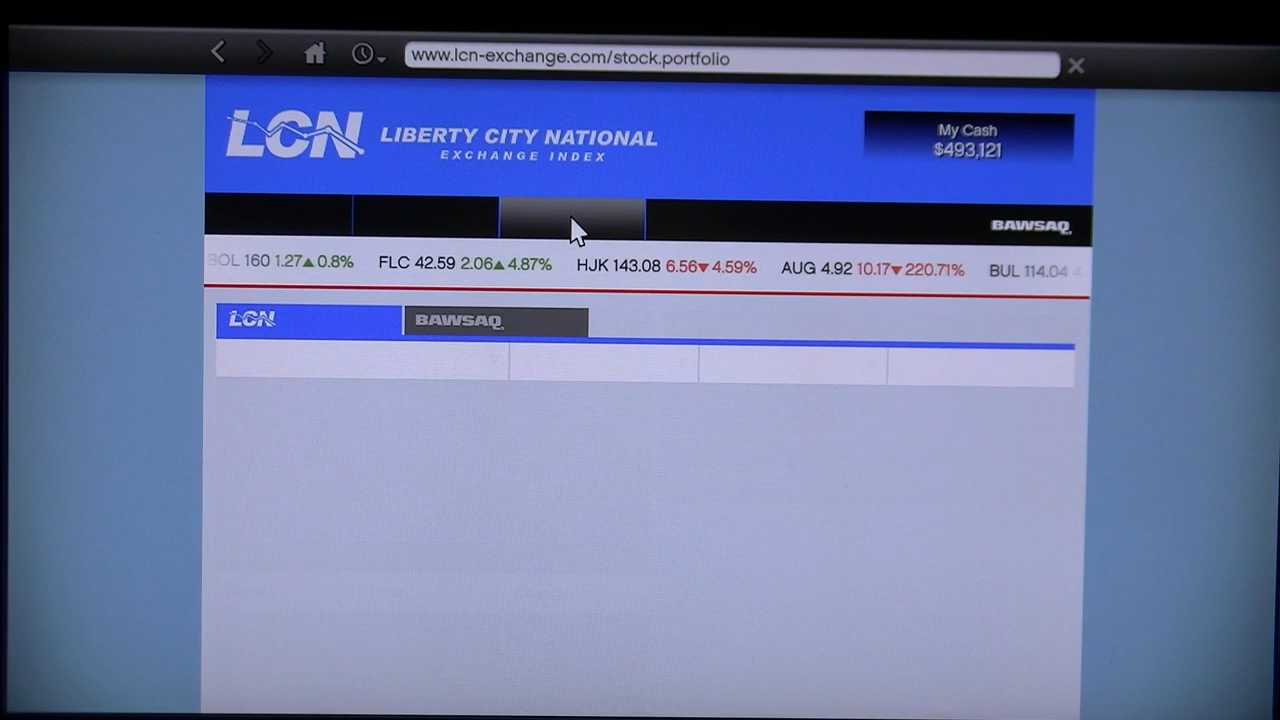 www.lcn-exchange.com/stock.portfolio
LCN LIBERTY CITY NATIONAL
EXCHANGE INDEX
My Cash
$493,121
BAWSAQ
BOL 160 1.27▲ 0.8% FLC 42.59 2.06▲ 4.87% HJK 143.08 6.56▼ 4.59% AUG 4.92 10.17▼ 220.71% BUL 114.04 4
LCN BAWSAQ